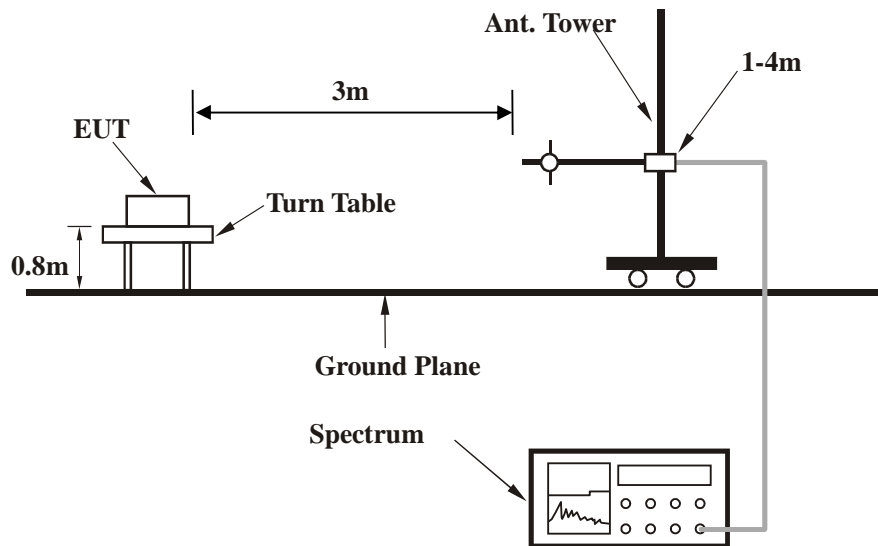 Ant. Tower
1-4m
3m
EUT
Turn Table
0.8m
Ground Plane
Spectrum